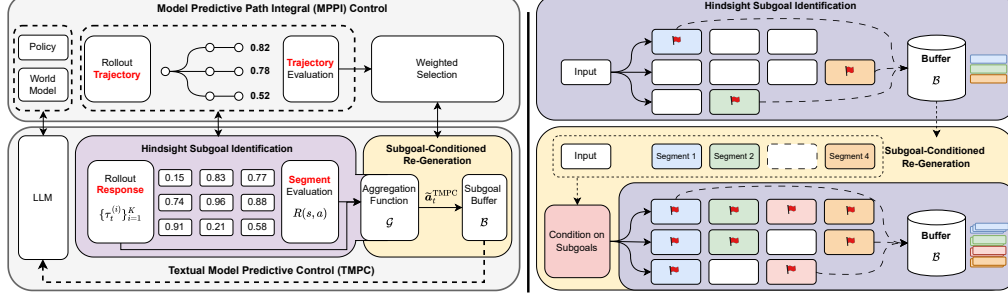 Model Predictive Path Integral (MPPI) Control
Policy
World
Model
Rollout
Trajectory
0.82
0.78
0.52
Trajectory
Evaluation
Weighted
Selection
LLM
Hindsight Subgoal Identification
Rollout
Response
{τ_t^{(i)}}_{i=1}^K
0.15 0.83 0.77
0.74 0.96 0.88
0.91 0.21 0.58
Segment
Evaluation
R(s, a)
Subgoal-Conditioned
Re-Generation
Aggregation
Function
𝒢
ã_t^TMPC
Subgoal
Buffer
ℬ
Textual Model Predictive Control (TMPC)
Hindsight Subgoal Identification
Input
Buffer
ℬ
Input
Segment 1
Segment 2
Segment 4
Subgoal-Conditioned
Re-Generation
Condition on
Subgoals
Buffer
ℬ